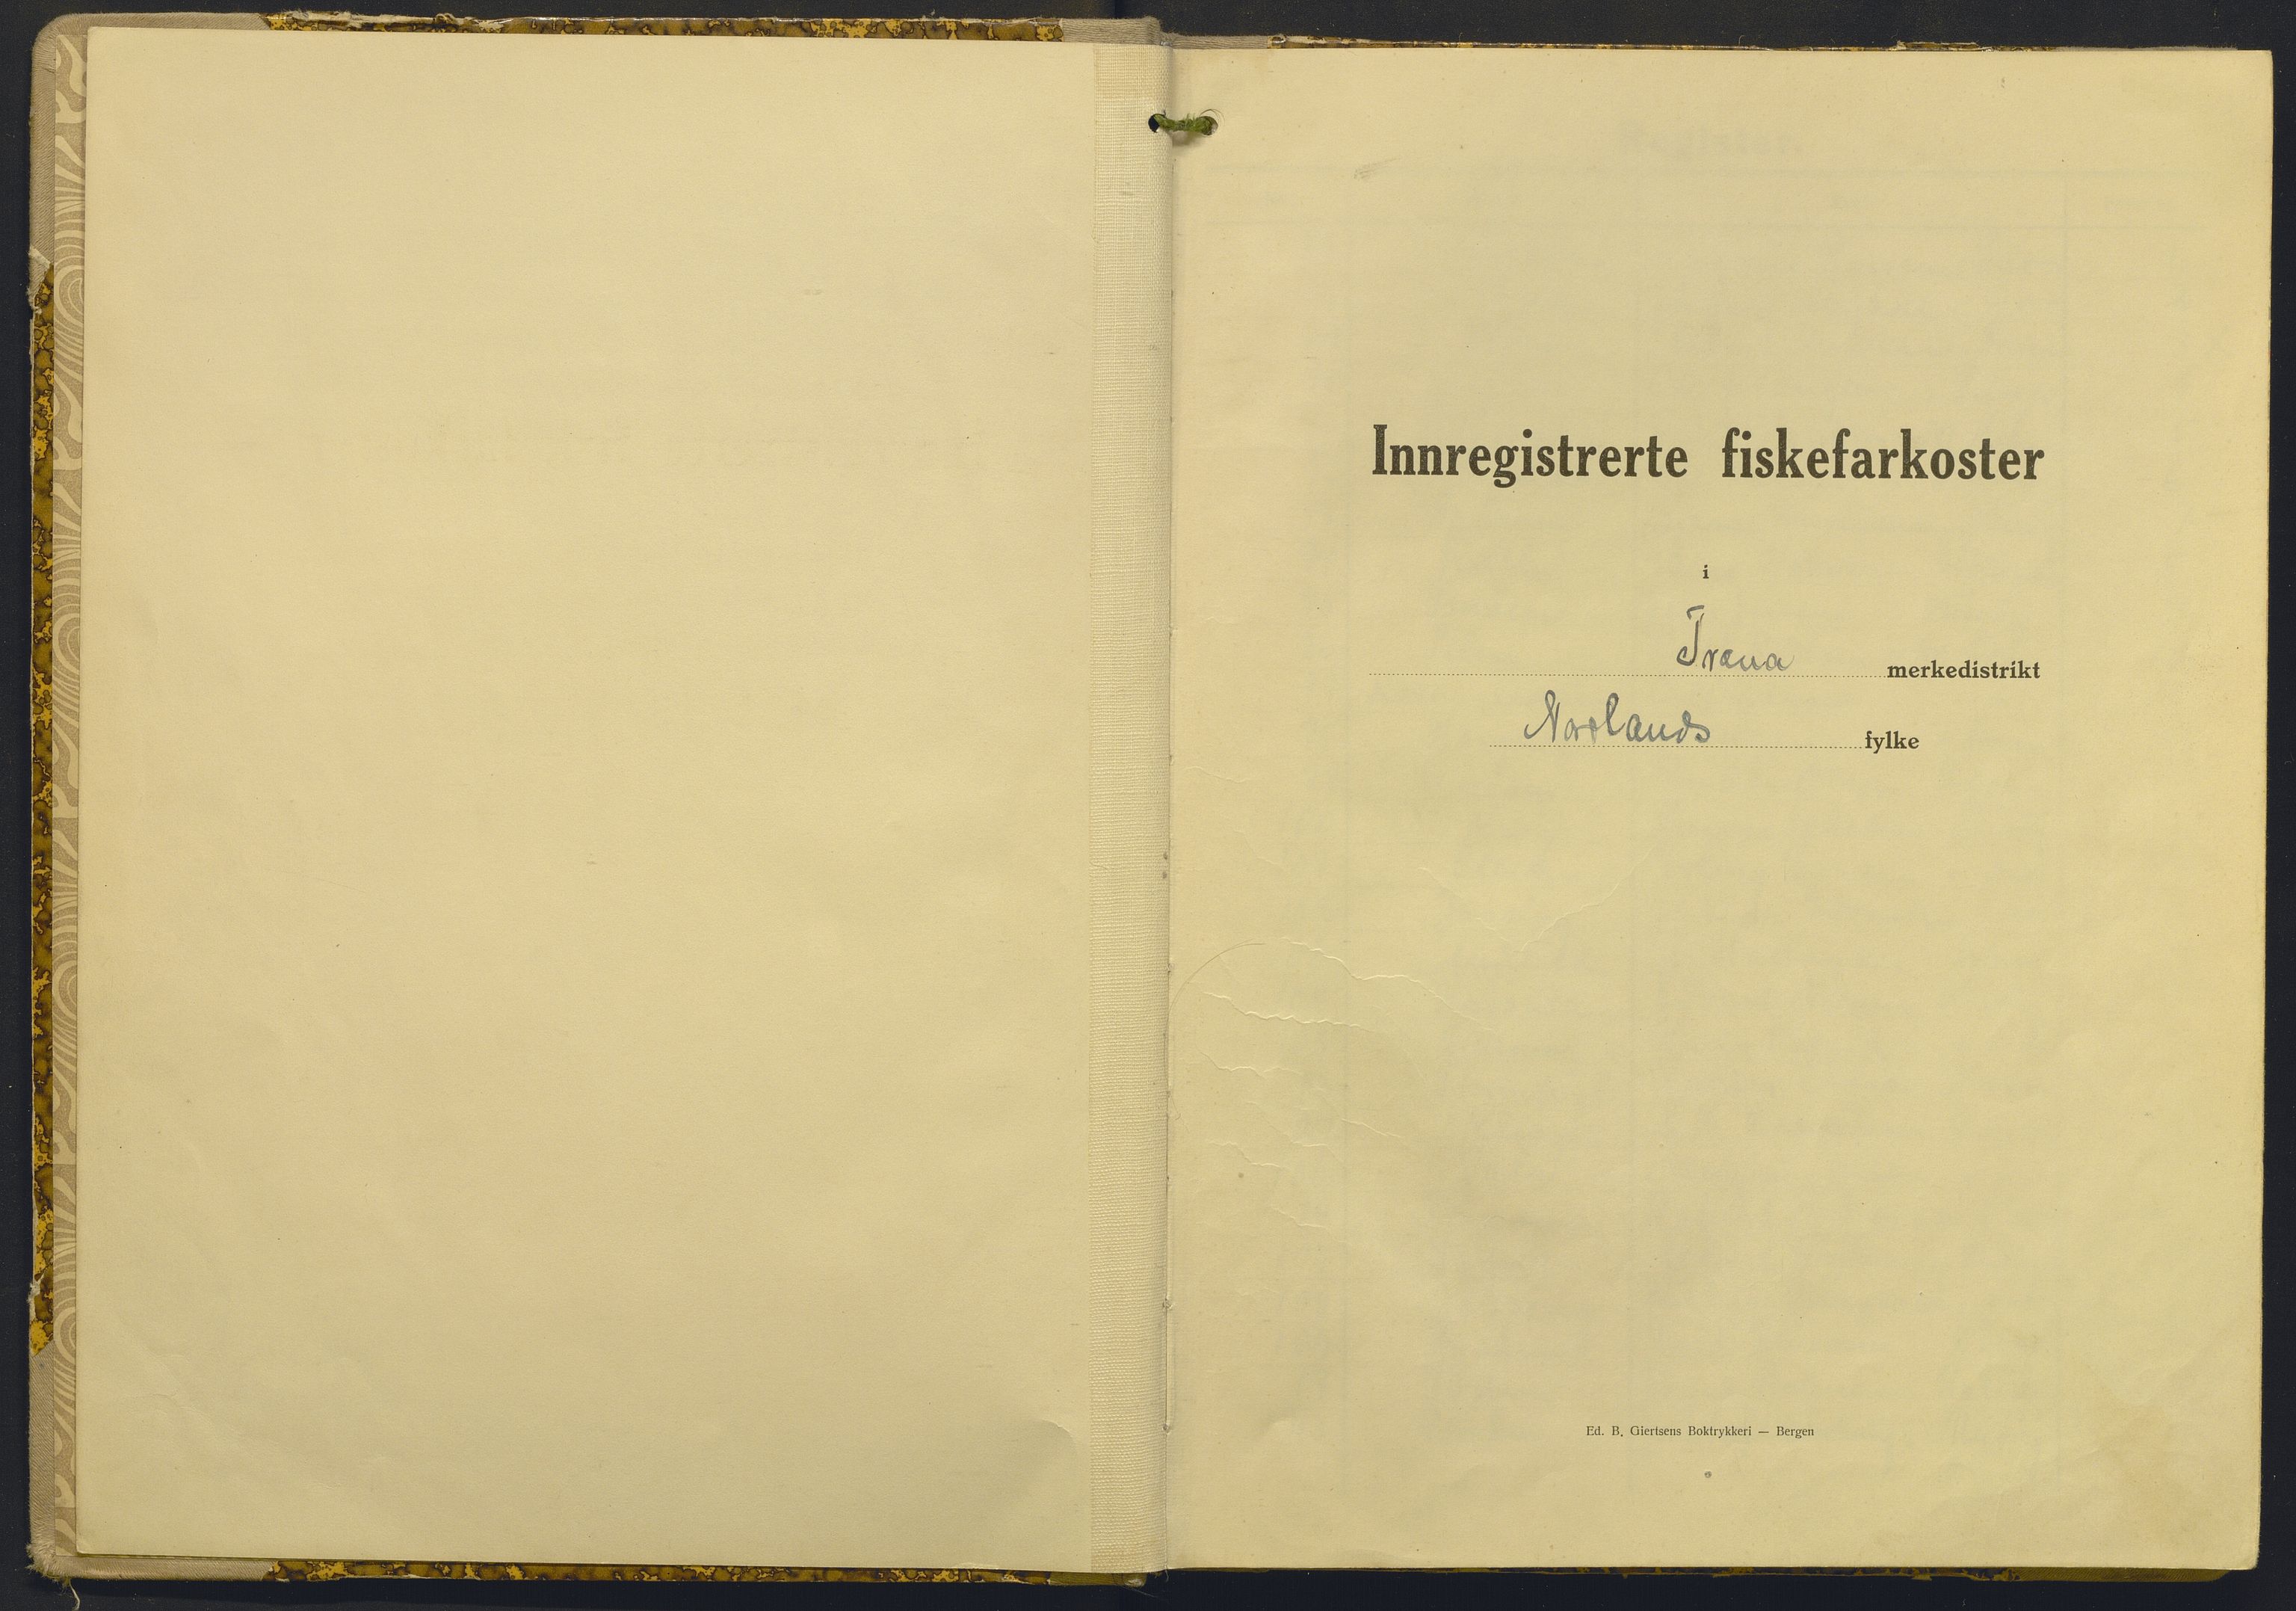 Innregistrerte fiskefarkoster
i
Træna merkedistrikt
Nordlands fylke
Ed. B. Giertsens Boktrykkeri — Bergen